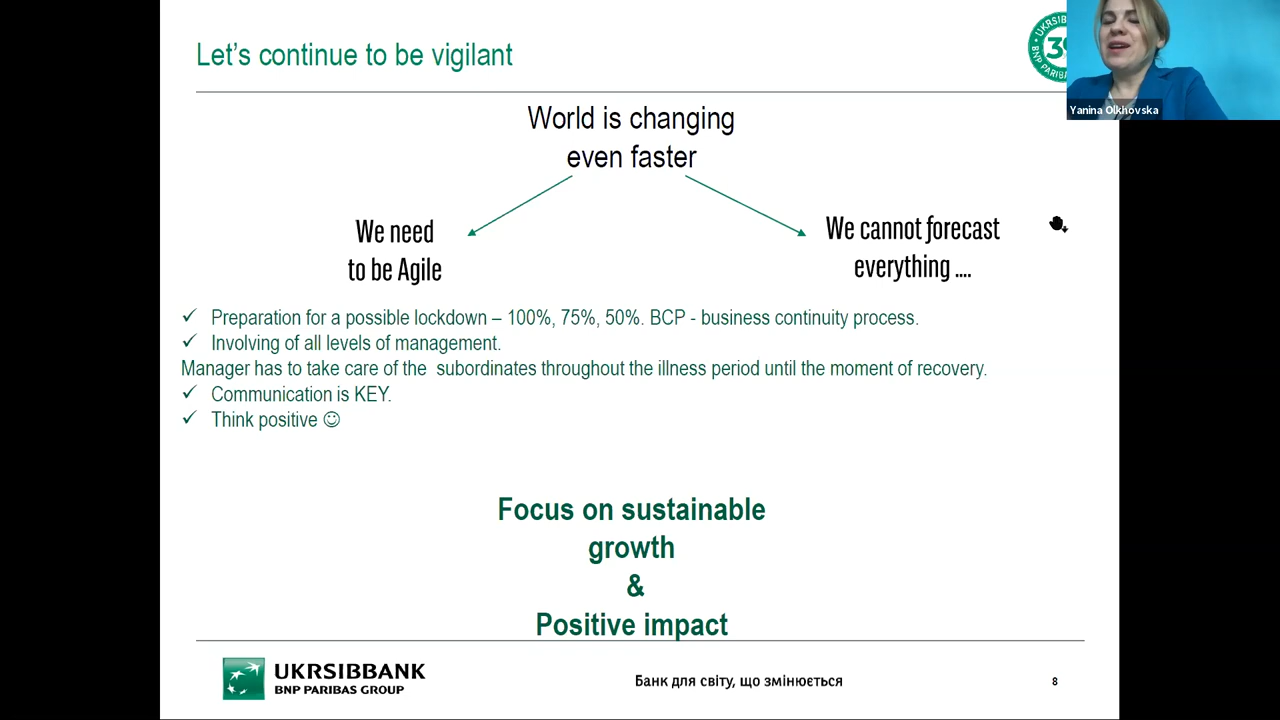 Let's continue to be vigilant
UKRSIB
BNP PARIB
Yanina Olkhovska
World is changing
even faster
We need
to be Agile
We cannot forecast
everything ....
✓ Preparation for a possible lockdown – 100%, 75%, 50%. BCP - business continuity process.
✓ Involving of all levels of management.
Manager has to take care of the subordinates throughout the illness period until the moment of recovery.
✓ Communication is KEY.
✓ Think positive ☺
Focus on sustainable
growth
&
Positive impact
UKRSIBBANK
BNP PARIBAS GROUP
Банк для світу, що змінюється
8